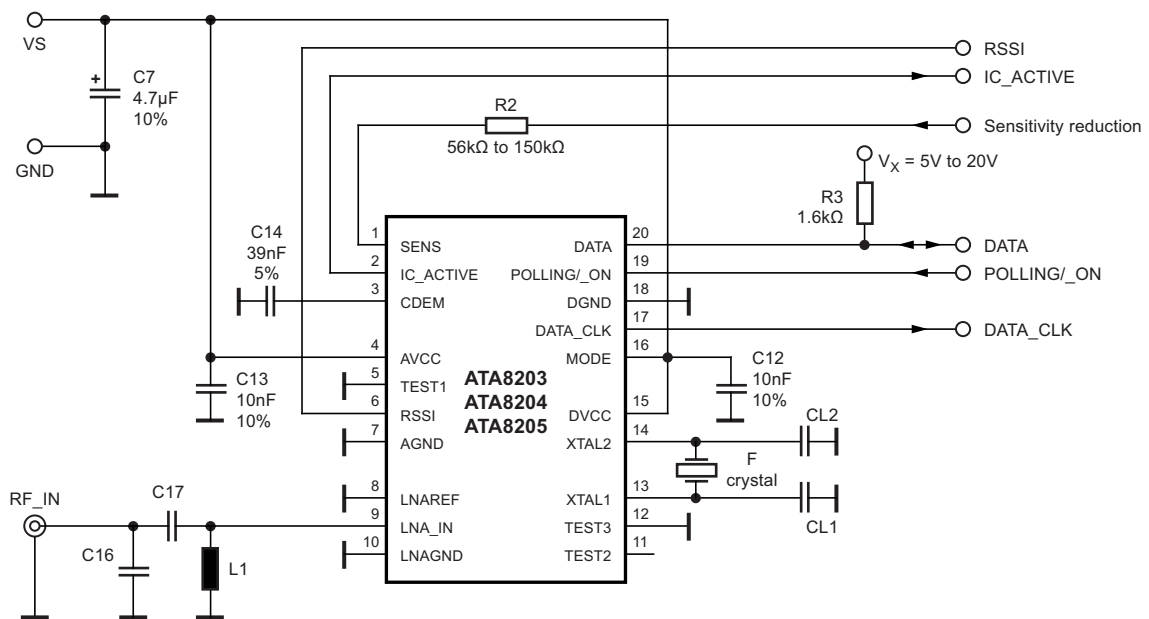 VS
GND
+
C7
4.7µF
10%
RSSI
IC_ACTIVE
R2
56kΩ to 150kΩ
Sensitivity reduction
VX = 5V to 20V
R3
1.6kΩ
DATA
POLLING/_ON
DATA_CLK
C14
39nF
5%
C13
10nF
10%
1
2
3
4
5
6
7
8
9
10
SENS
IC_ACTIVE
CDEM
AVCC
TEST1
RSSI
AGND
LNAREF
LNA_IN
LNAGND
ATA8203
ATA8204
ATA8205
DATA
POLLING/_ON
DGND
DATA_CLK
MODE
DVCC
XTAL2
XTAL1
TEST3
TEST2
20
19
18
17
16
15
14
13
12
11
C12
10nF
10%
CL2
F
crystal
CL1
RF_IN
C17
C16
L1